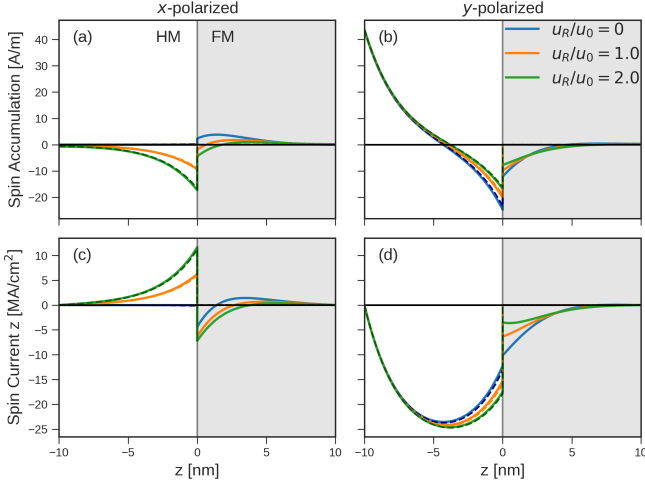 x-polarized
y-polarized
(a)
HM
FM
(b)
u_R/u_0 = 0
u_R/u_0 = 1.0
u_R/u_0 = 2.0
Spin Accumulation [A/m]
40
30
20
10
0
−10
−20
(c)
(d)
Spin Current z [MA/cm²]
10
5
0
−5
−10
−15
−20
−25
−10
−5
0
5
10
−10
−5
0
5
10
z [nm]
z [nm]